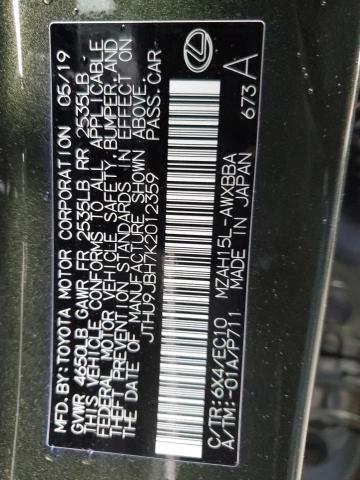 MFD.BY: TOYOTA MOTOR CORPORATION 05/19
GVWR 4650LB GAWR FR 2535LB RR 2535LB
THIS VEHICLE CONFORMS TO ALL APPLICABLE
FEDERAL MOTOR VEHICLE SAFETY, BUMPER, AND
THEFT PREVENTION STANDARDS IN EFFECT ON
THE DATE OF MANUFACTURE SHOWN ABOVE.
JTHU9JBH7K2012359 PASS.CAR
C/TR:6X4/EC10 MZAH15L-AWXBBA
A/TM:-01A/P711 MADE IN JAPAN
673 A